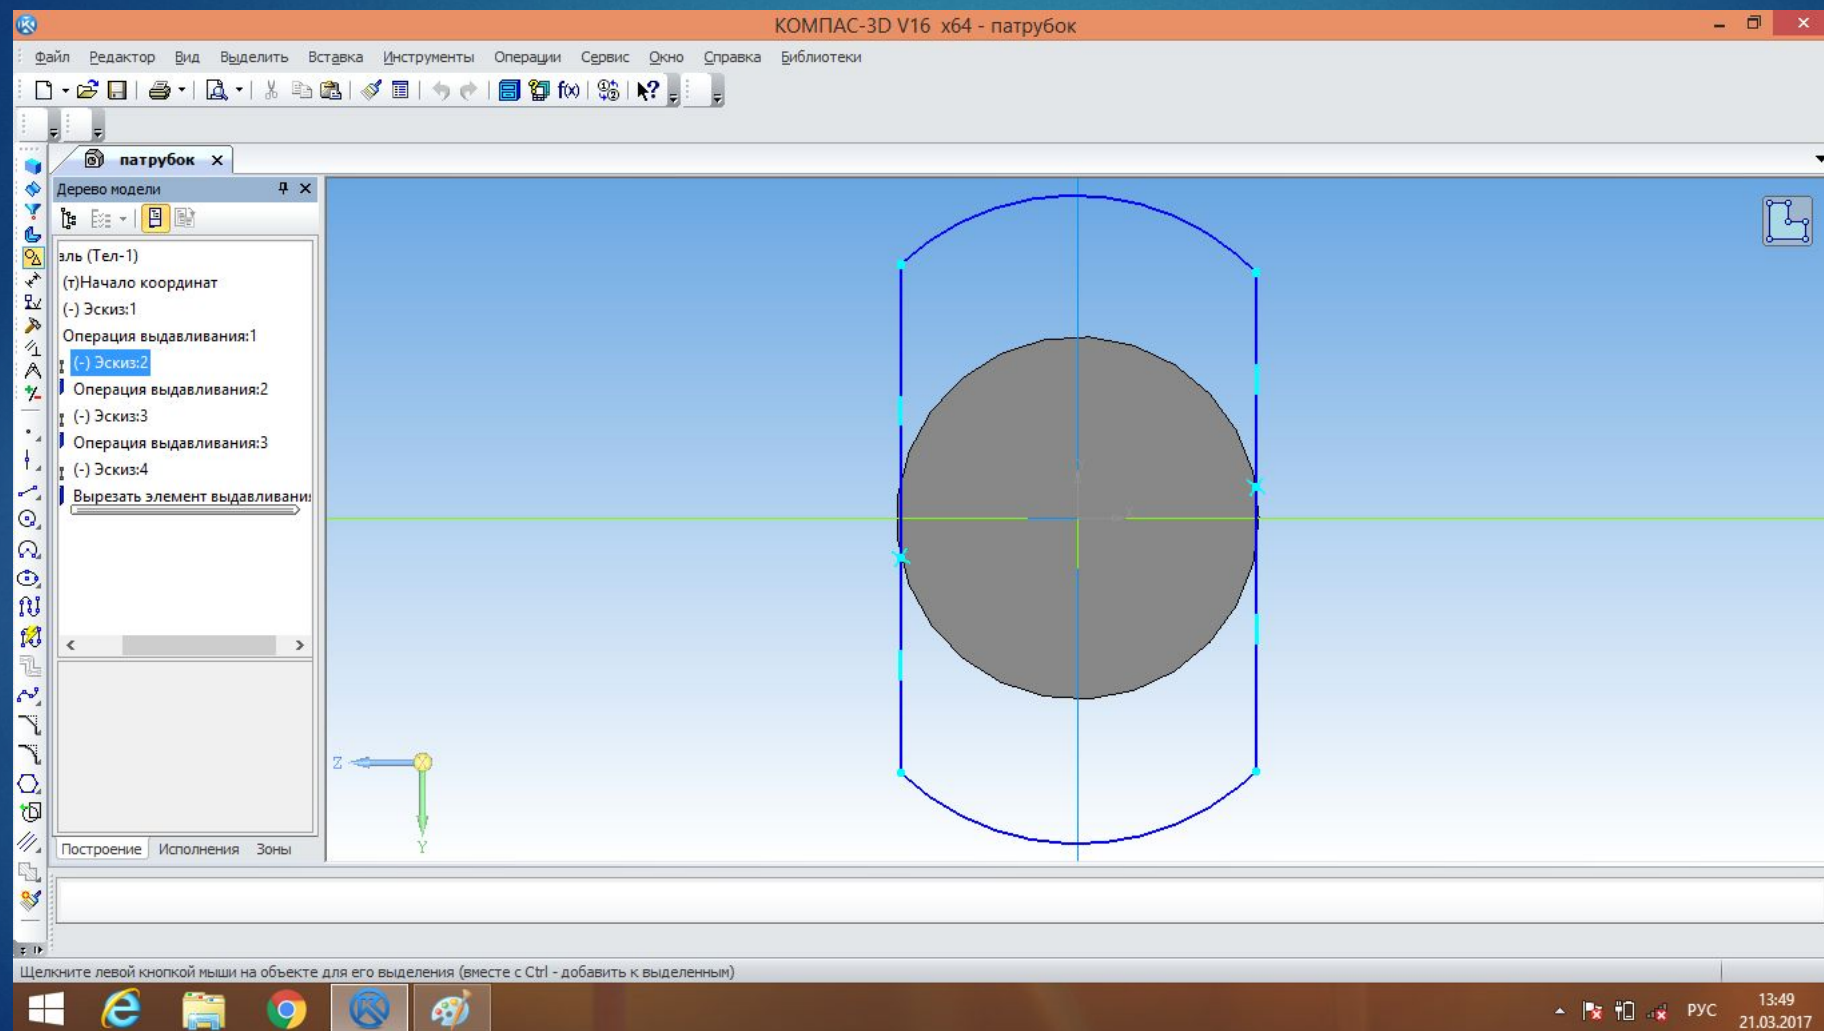 КОМПАС-3D V16 x64 - патрубок
Файл Редактор Вид Выделить Вставка Инструменты Операции Сервис Окно Справка Библиотеки
f(x)
патрубок
Дерево модели
эль (Тел-1)
(т)Начало координат
(-) Эскиз:1
Операция выдавливания:1
(-) Эскиз:2
Операция выдавливания:2
(-) Эскиз:3
Операция выдавливания:3
(-) Эскиз:4
Вырезать элемент выдавливани
Z
Y
Построение Исполнения Зоны
Щелкните левой кнопкой мыши на объекте для его выделения (вместе с Ctrl - добавить к выделенным)
РУС
13:49
21.03.2017